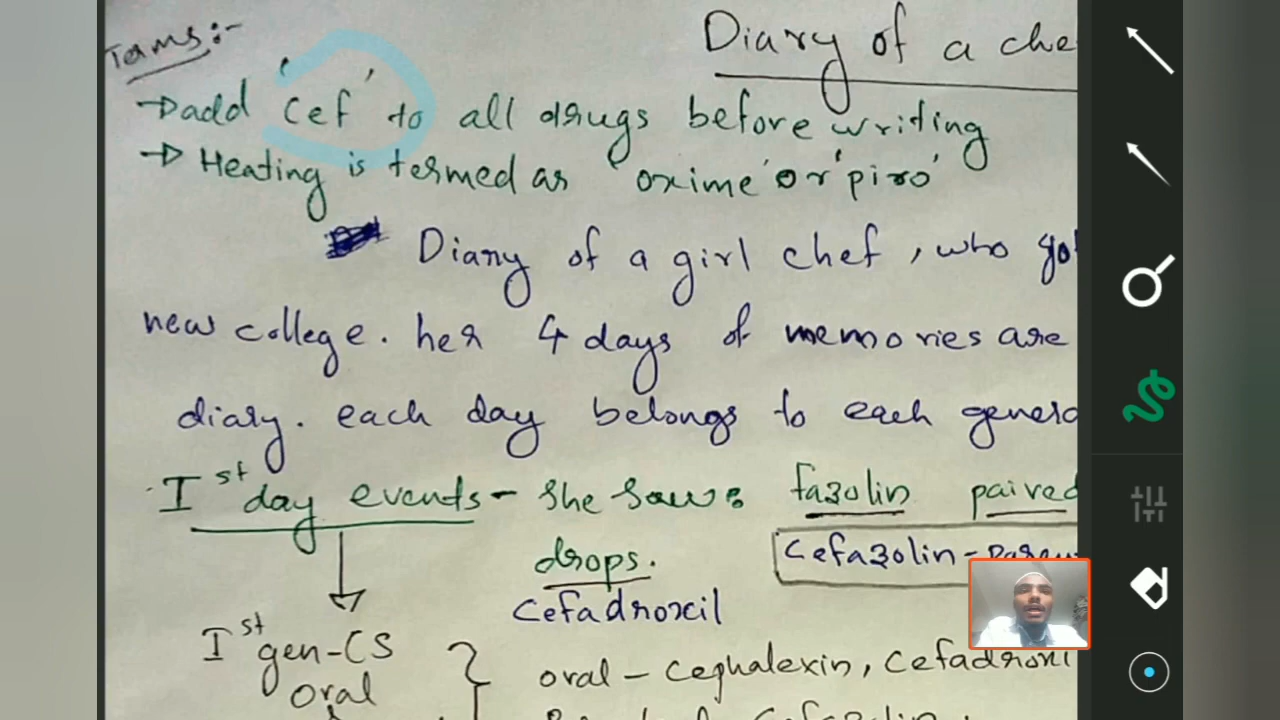 Terms:-
Diary of a che
→ add 'cef' to all drugs before writing
→ Heating is termed as 'oxime' or 'piro'
Diary of a girl chef, who go
new college. her 4 days of memories are
diary. each day belongs to each genera
Ist day events - she saw: fazolin paired
drops.
Cefazolin - Paren
Cefadroxil
Ist gen-CS
oral
oral - cephalexin, cefadroxi